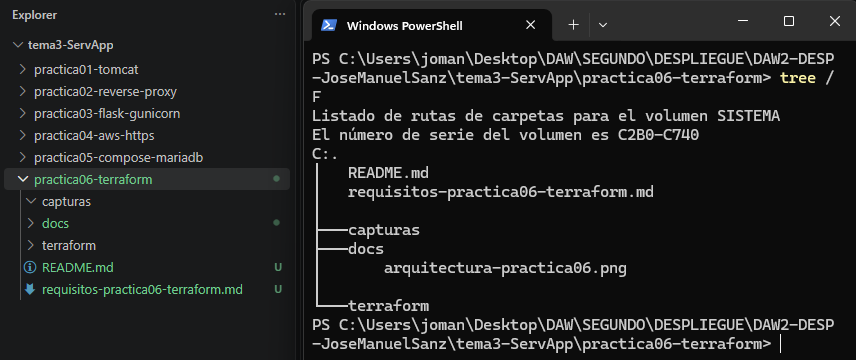 Explorer
tema3-ServApp
practica01-tomcat
practica02-reverse-proxy
practica03-flask-gunicorn
practica04-aws-https
practica05-compose-mariadb
practica06-terraform
capturas
docs
terraform
README.md U
requisitos-practica06-terraform.md U
Windows PowerShell
PS C:\Users\joman\Desktop\DAW\SEGUNDO\DESPLIEGUE\DAW2-DESP
-JoseManuelSanz\tema3-ServApp\practica06-terraform> tree /
F
Listado de rutas de carpetas para el volumen SISTEMA
El número de serie del volumen es C2B0-C740
C:.
│   README.md
│   requisitos-practica06-terraform.md
│
├───capturas
├───docs
│       arquitectura-practica06.png
│
└───terraform
PS C:\Users\joman\Desktop\DAW\SEGUNDO\DESPLIEGUE\DAW2-DESP
-JoseManuelSanz\tema3-ServApp\practica06-terraform>